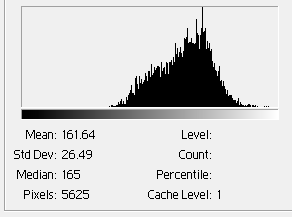 Mean: 161.64 Level:
Std Dev: 26.49 Count:
Median: 165 Percentile:
Pixels: 5625 Cache Level: 1